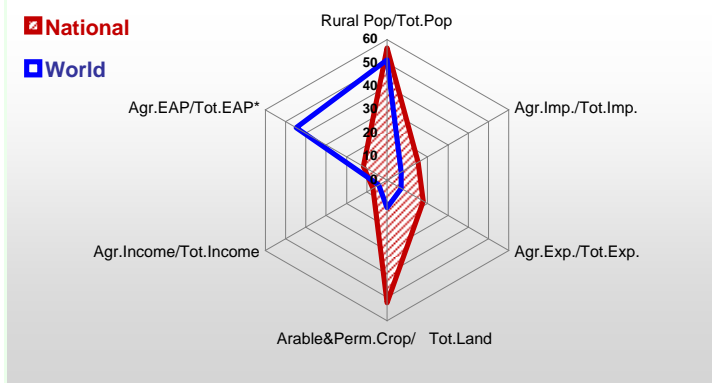 National
World
Rural Pop/Tot.Pop
60
50
40
30
20
10
0
Agr.EAP/Tot.EAP*
Agr.Imp./Tot.Imp.
Agr.Income/Tot.Income
Agr.Exp./Tot.Exp.
Arable&Perm.Crop/ Tot.Land